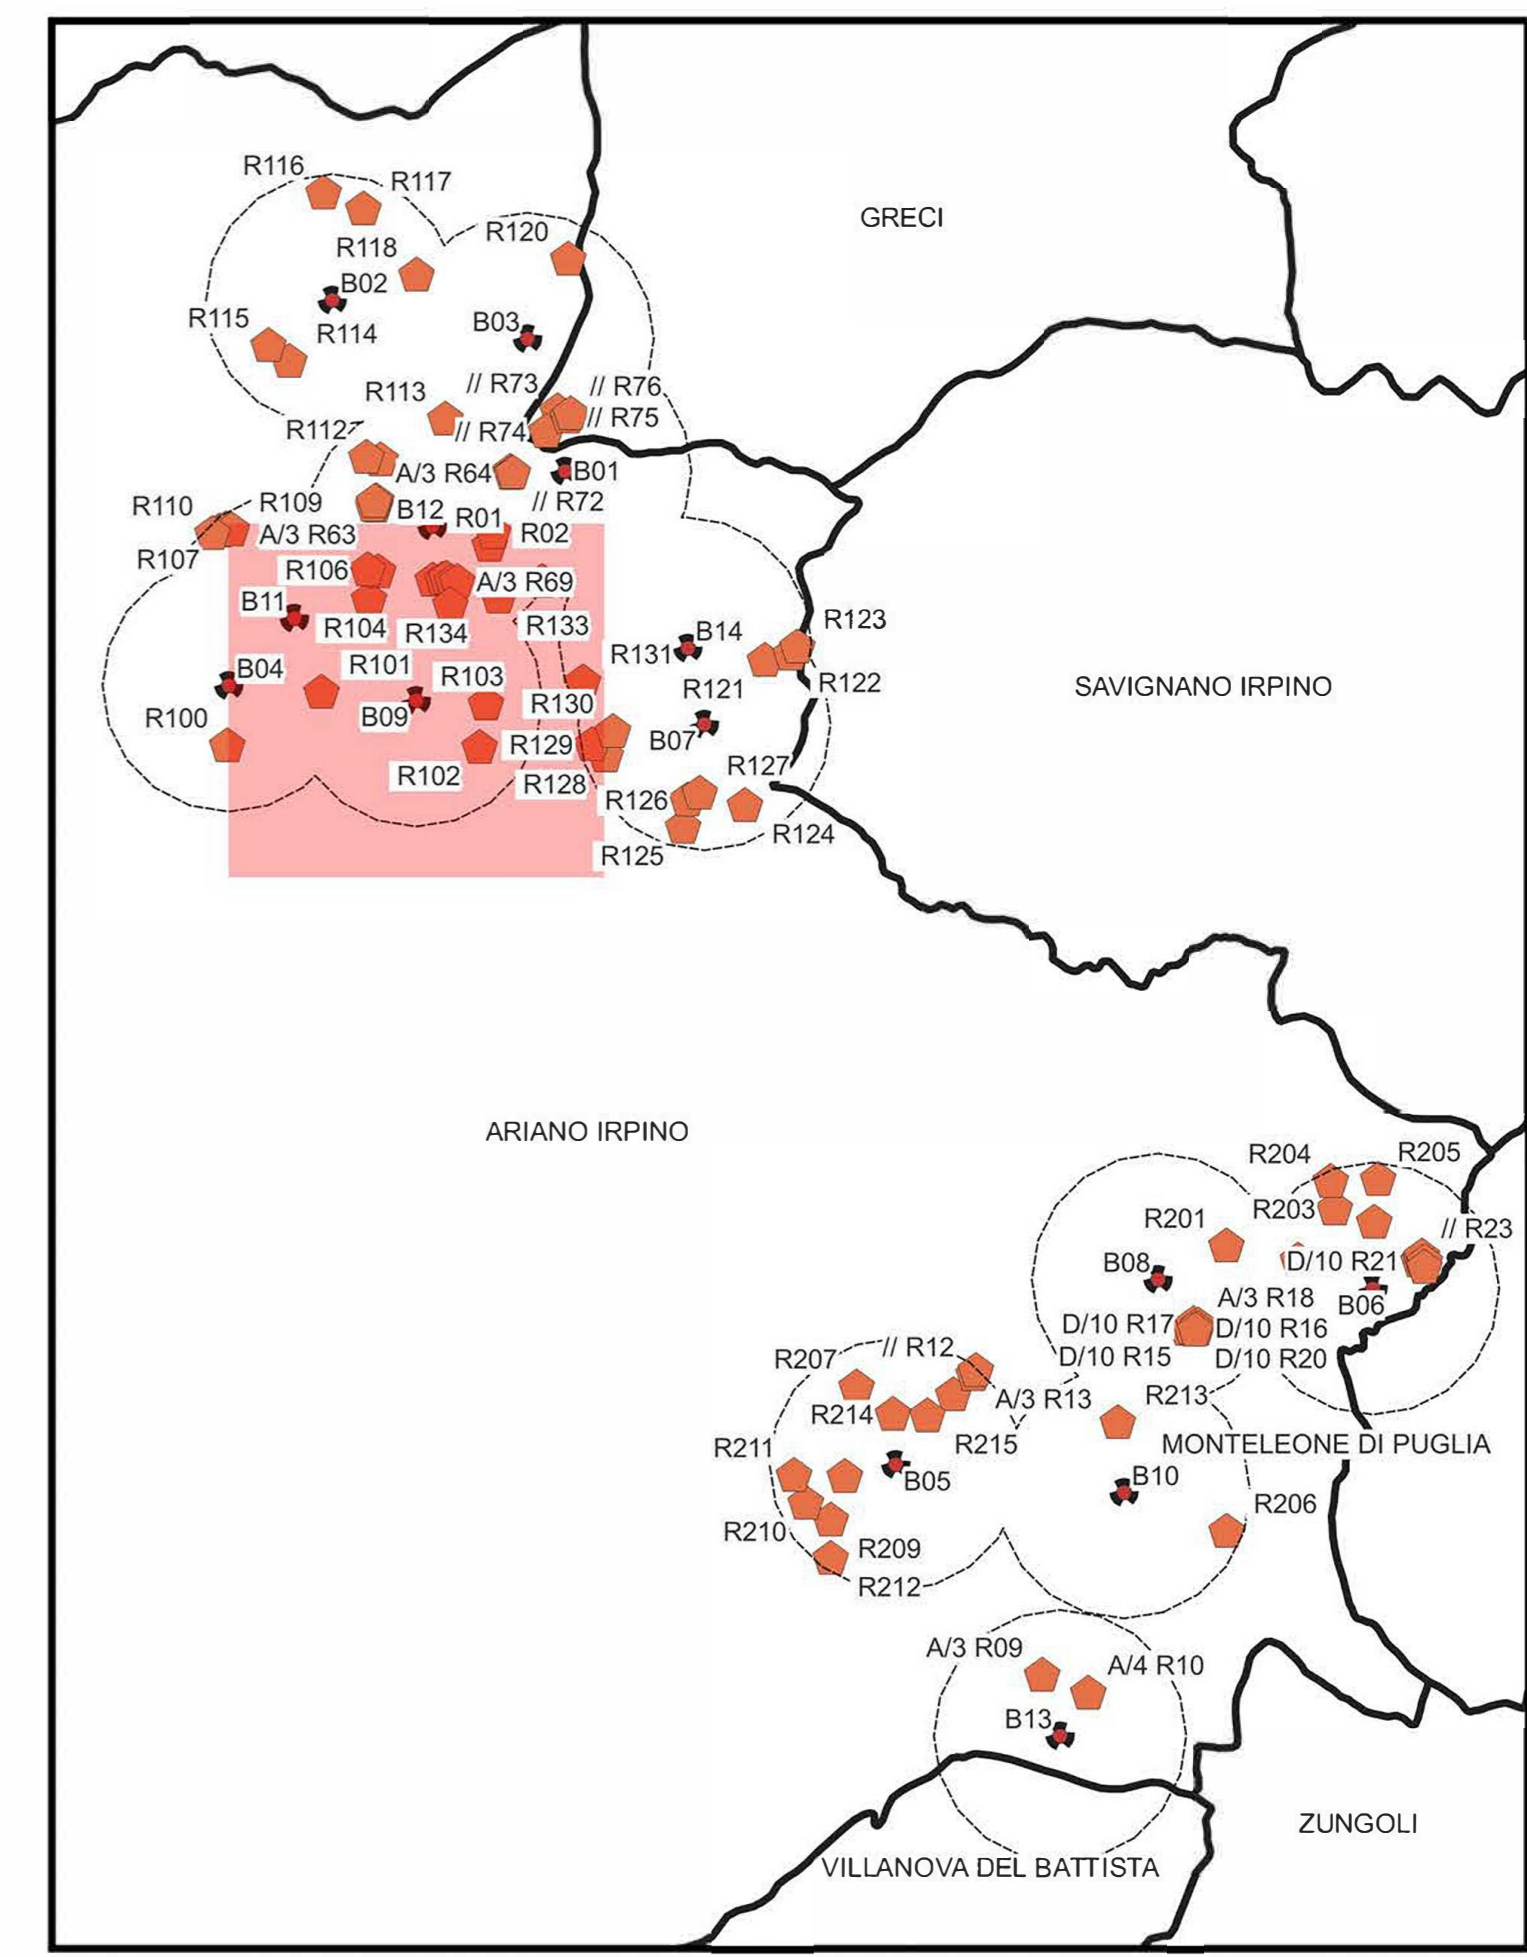 R116
R117
GRECI
R120
R118
B02
R115
R114
B03
// R73
// R76
R113
// R75
R112
// R74
A/3 R64
B01
R110
R109
// R72
B12
R01
R02
A/3 R63
R107
R106
A/3 R69
B11
R104
R134
R133
R123
B14
R131
B04
R101
R103
R121
R122
SAVIGNANO IRPINO
R130
R100
B09
B07
R129
R127
R102
R128
R126
R124
R125
ARIANO IRPINO
R204
R205
R203
R201
// R23
B08
D/10 R21
A/3 R18
B06
D/10 R17
D/10 R16
D/10 R15
D/10 R20
R207
// R12
A/3 R13
R213
R214
R215
R211
MONTELEONE DI PUGLIA
B05
B10
R206
R210
R209
R212
A/3 R09
A/4 R10
B13
ZUNGOLI
VILLANOVA DEL BATTISTA